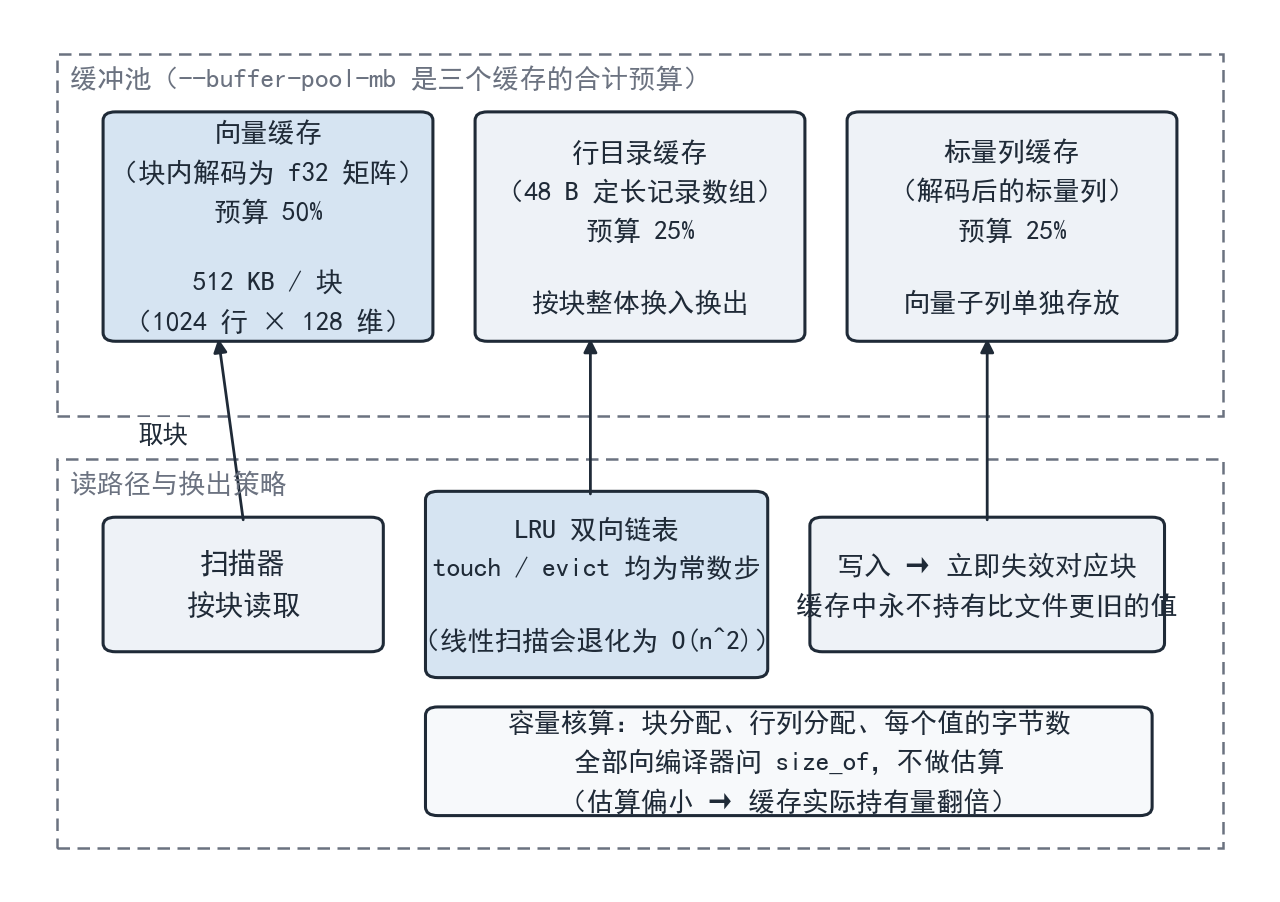 缓冲池（--buffer-pool-mb 是三个缓存的合计预算）
向量缓存
（块内解码为 f32 矩阵）
预算 50%
512 KB / 块
（1024 行 × 128 维）
行目录缓存
（48 B 定长记录数组）
预算 25%
按块整体换入换出
标量列缓存
（解码后的标量列）
预算 25%
向量子列单独存放
取块
读路径与换出策略
扫描器
按块读取
LRU 双向链表
touch / evict 均为常数步
（线性扫描会退化为 O(n^2)）
写入 → 立即失效对应块
缓存中永不持有比文件更旧的值
容量核算：块分配、行列分配、每个值的字节数
全部向编译器问 size_of，不做估算
（估算偏小 → 缓存实际持有量翻倍）